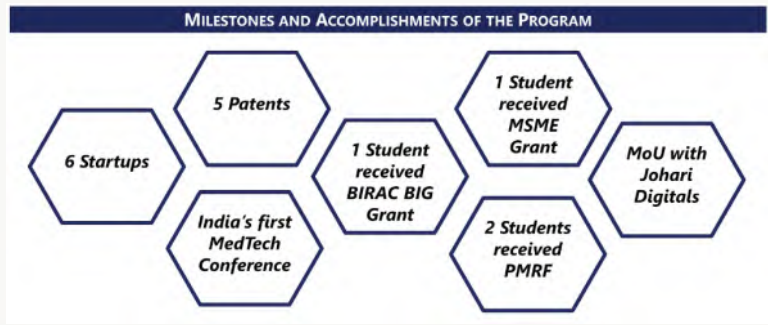 MILESTONES AND ACCOMPLISHMENTS OF THE PROGRAM
6 Startups
5 Patents
India's first
MedTech
Conference
1 Student
received
BIRAC BIG
Grant
1 Student
received
MSME
Grant
2 Students
received
PMRF
MoU with
Johari
Digitals